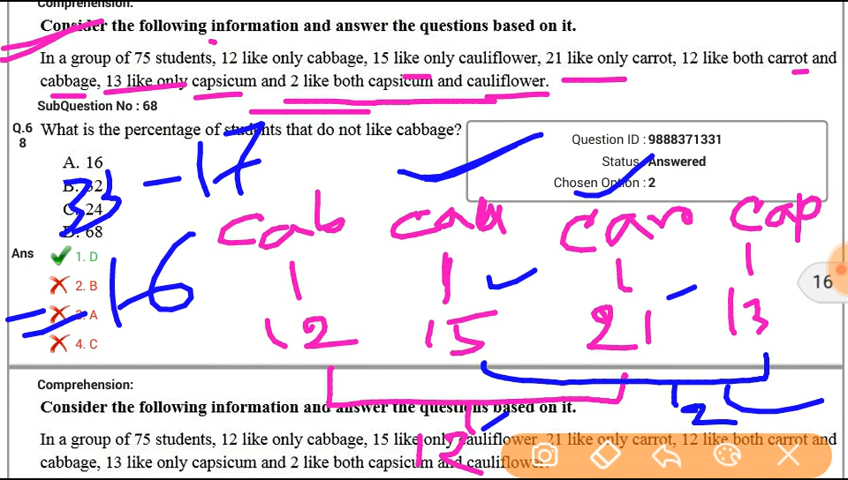 Comprehension:
Consider the following information and answer the questions based on it.
In a group of 75 students, 12 like only cabbage, 15 like only cauliflower, 21 like only carrot, 12 like both carrot and
cabbage, 13 like only capsicum and 2 like both capsicum and cauliflower.
SubQuestion No : 68
Q.6
8
What is the percentage of students that do not like cabbage?
Question ID : 9888371331
Status : Answered
Chosen Option : 2
A. 16
B. 32
C. 24
D. 68
33 - 17
16
Ans
1. D
2. B
3. A
4. C
Cab Cau Car Cap
12 15 21 13
12
2
16
Comprehension:
Consider the following information and answer the questions based on it.
In a group of 75 students, 12 like only cabbage, 15 like only cauliflower, 21 like only carrot, 12 like both carrot and
cabbage, 13 like only capsicum and 2 like both capsicum and cauliflower.